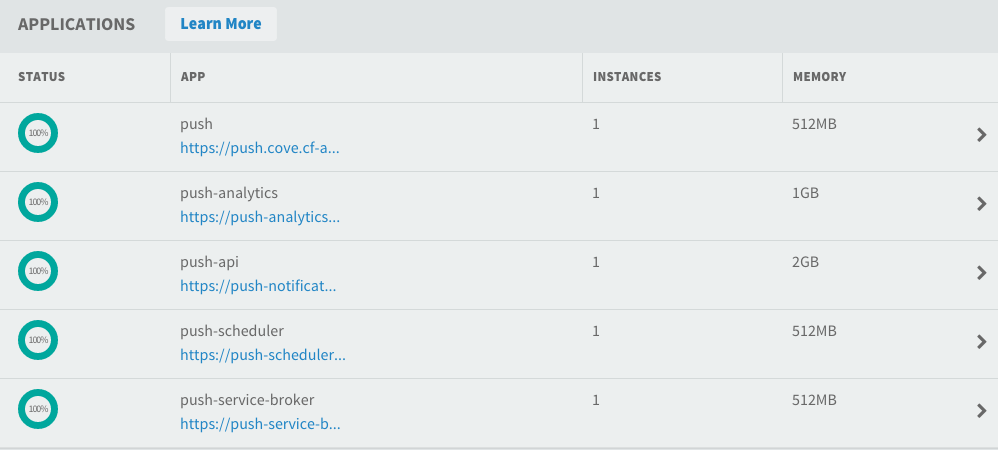 APPLICATIONS Learn More
STATUS APP INSTANCES MEMORY
100% push 1 512MB
https://push.cove.cf-a...
100% push-analytics 1 1GB
https://push-analytics...
100% push-api 1 2GB
https://push-notificat...
100% push-scheduler 1 512MB
https://push-scheduler...
100% push-service-broker 1 512MB
https://push-service-b...